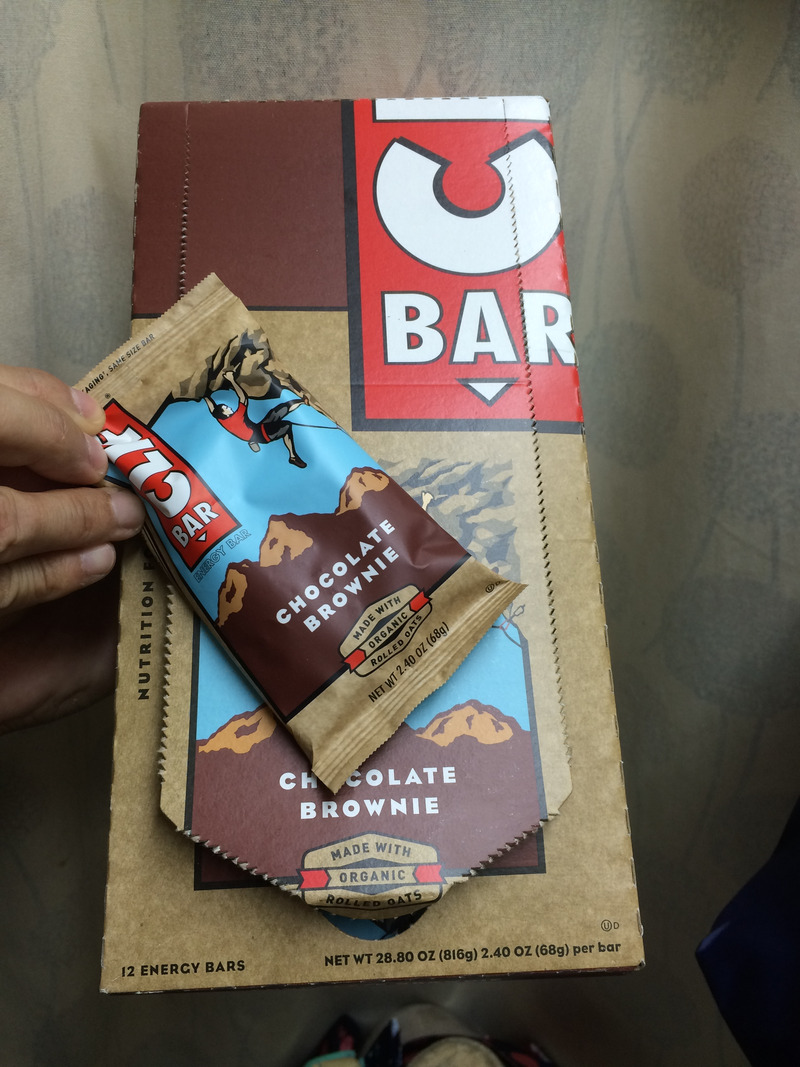 BAR
AGING', SAME SIZE BAR
BAR
ENERGY BAR
CHOCOLATE
BROWNIE
MADE WITH
ORGANIC
ROLLED OATS
NET WT 2.40 OZ (68g)
NUTRITION
CHOCOLATE
BROWNIE
MADE WITH
ORGANIC
ROLLED OATS
12 ENERGY BARS
NET WT 28.80 OZ (816g) 2.40 OZ (68g) per bar
Ⓤ D